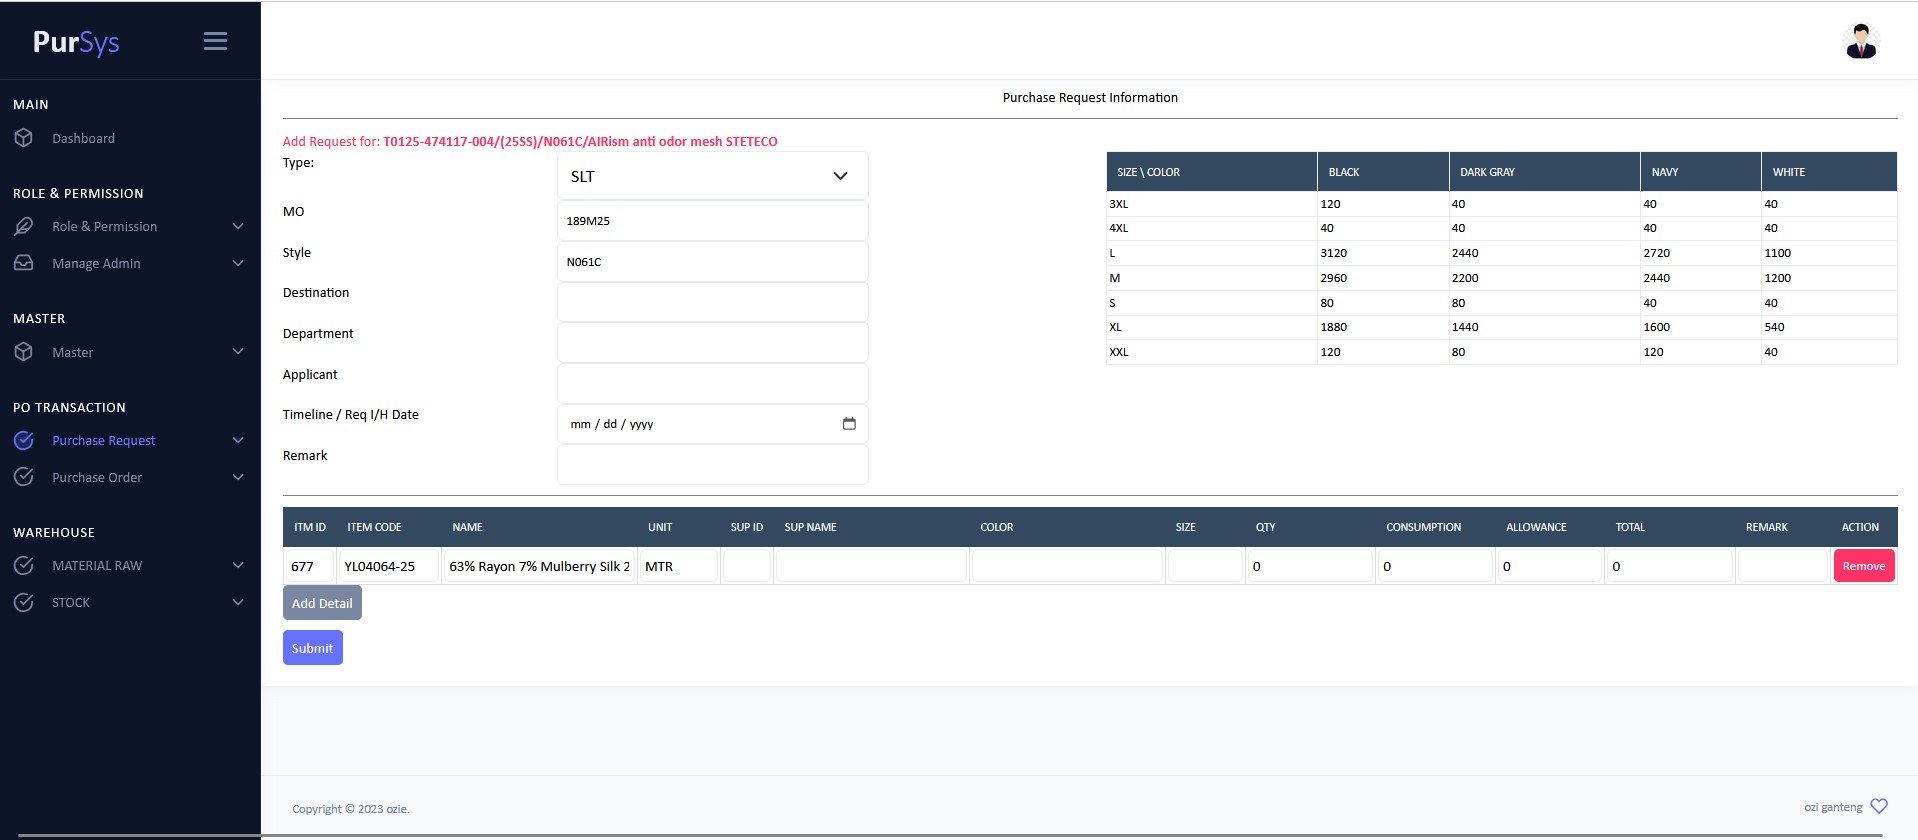 PurSys
MAIN
Dashboard
ROLE & PERMISSION
Role & Permission
Manage Admin
MASTER
Master
PO TRANSACTION
Purchase Request
Purchase Order
WAREHOUSE
MATERIAL RAW
STOCK
Purchase Request Information
Add Request for: T0125-474117-004/(25SS)/N061C/AIRism anti odor mesh STETECO
Type: SLT
MO 189M25
Style N061C
Destination
Department
Applicant
Timeline / Req I/H Date mm / dd / yyyy
Remark
SIZE \ COLOR BLACK DARK GRAY NAVY WHITE
3XL 120 40 40 40
4XL 40 40 40 40
L 3120 2440 2720 1100
M 2960 2200 2440 1200
S 80 80 40 40
XL 1880 1440 1600 540
XXL 120 80 120 40
ITM ID ITEM CODE NAME UNIT SUP ID SUP NAME COLOR SIZE QTY CONSUMPTION ALLOWANCE TOTAL REMARK ACTION
677 YL04064-25 63% Rayon 7% Mulberry Silk 2 MTR 0 0 0 0 Remove
Add Detail
Submit
Copyright © 2023 ozie.
ozi ganteng